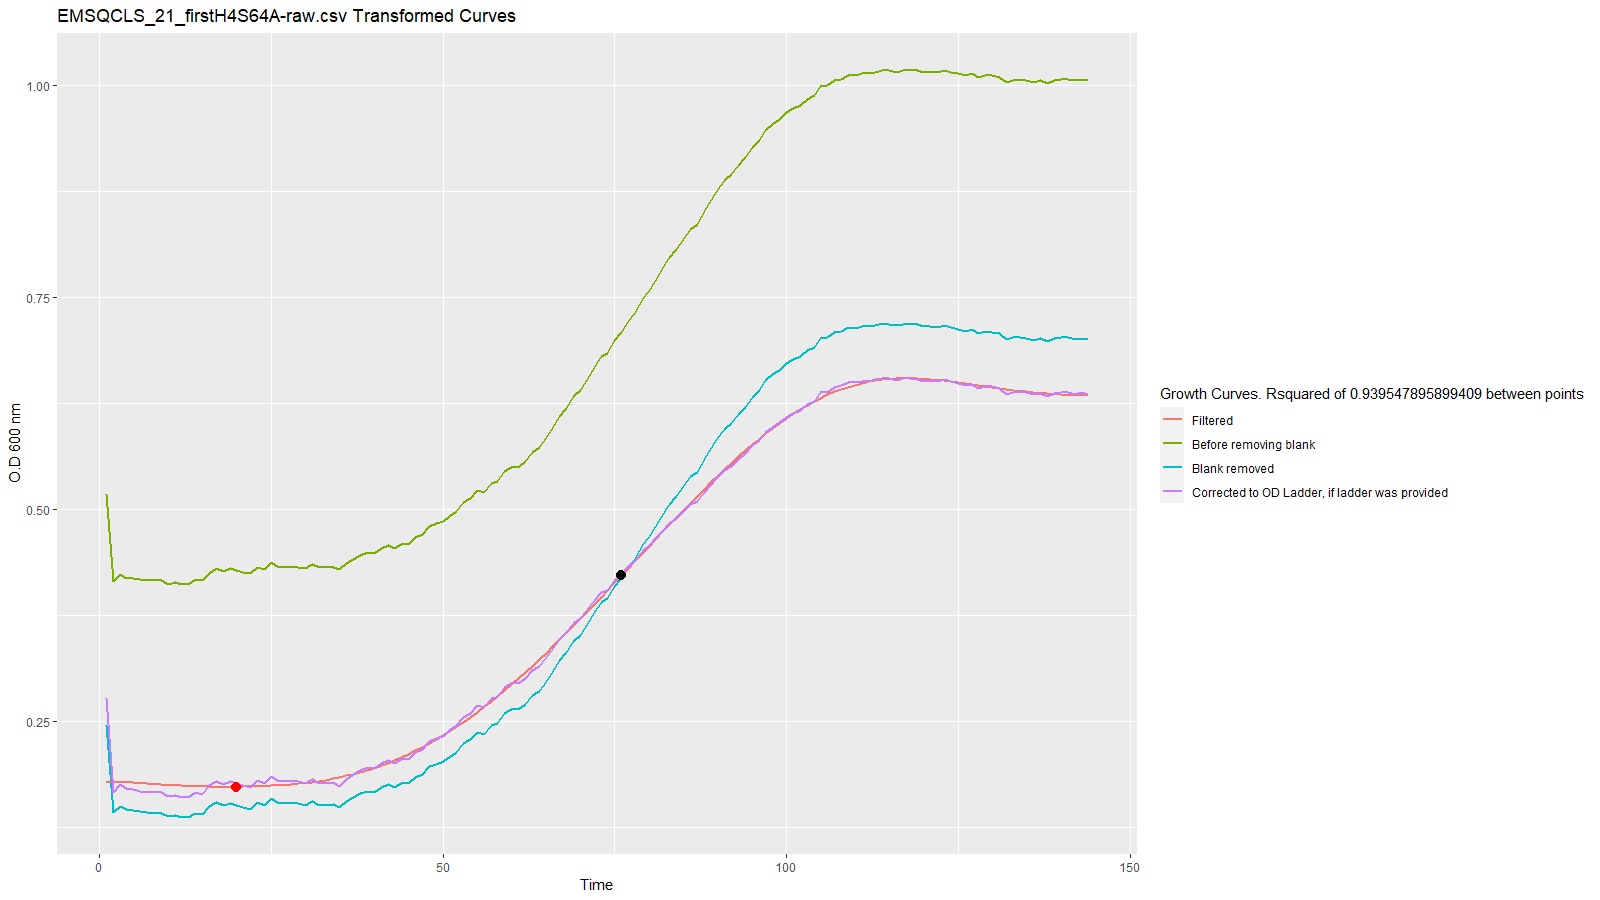 EMSQCLS_21_firstH4S64A-raw.csv Transformed Curves
1.00
0.75
0.50
0.25
O.D 600 nm
0
50
100
150
Time
Growth Curves. Rsquared of 0.939547895899409 between points
Filtered
Before removing blank
Blank removed
Corrected to OD Ladder, if ladder was provided